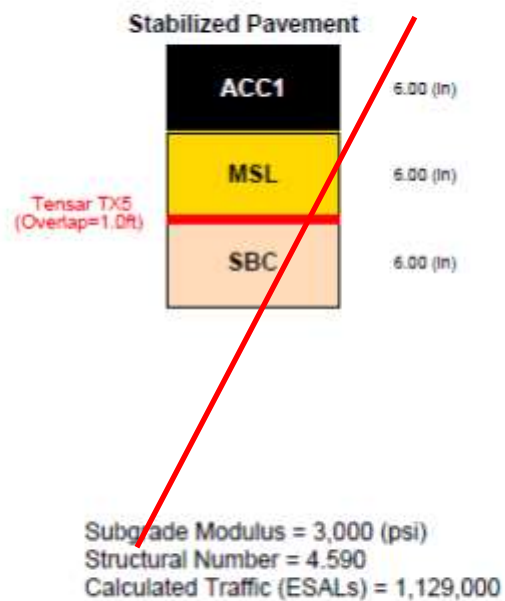 Stabilized Pavement
ACC1
6.00 (in)
MSL
6.00 (in)
Tensar TX5
(Overlap=1.0ft)
SBC
6.00 (in)
Subgrade Modulus = 3,000 (psi)
Structural Number = 4.590
Calculated Traffic (ESALs) = 1,129,000